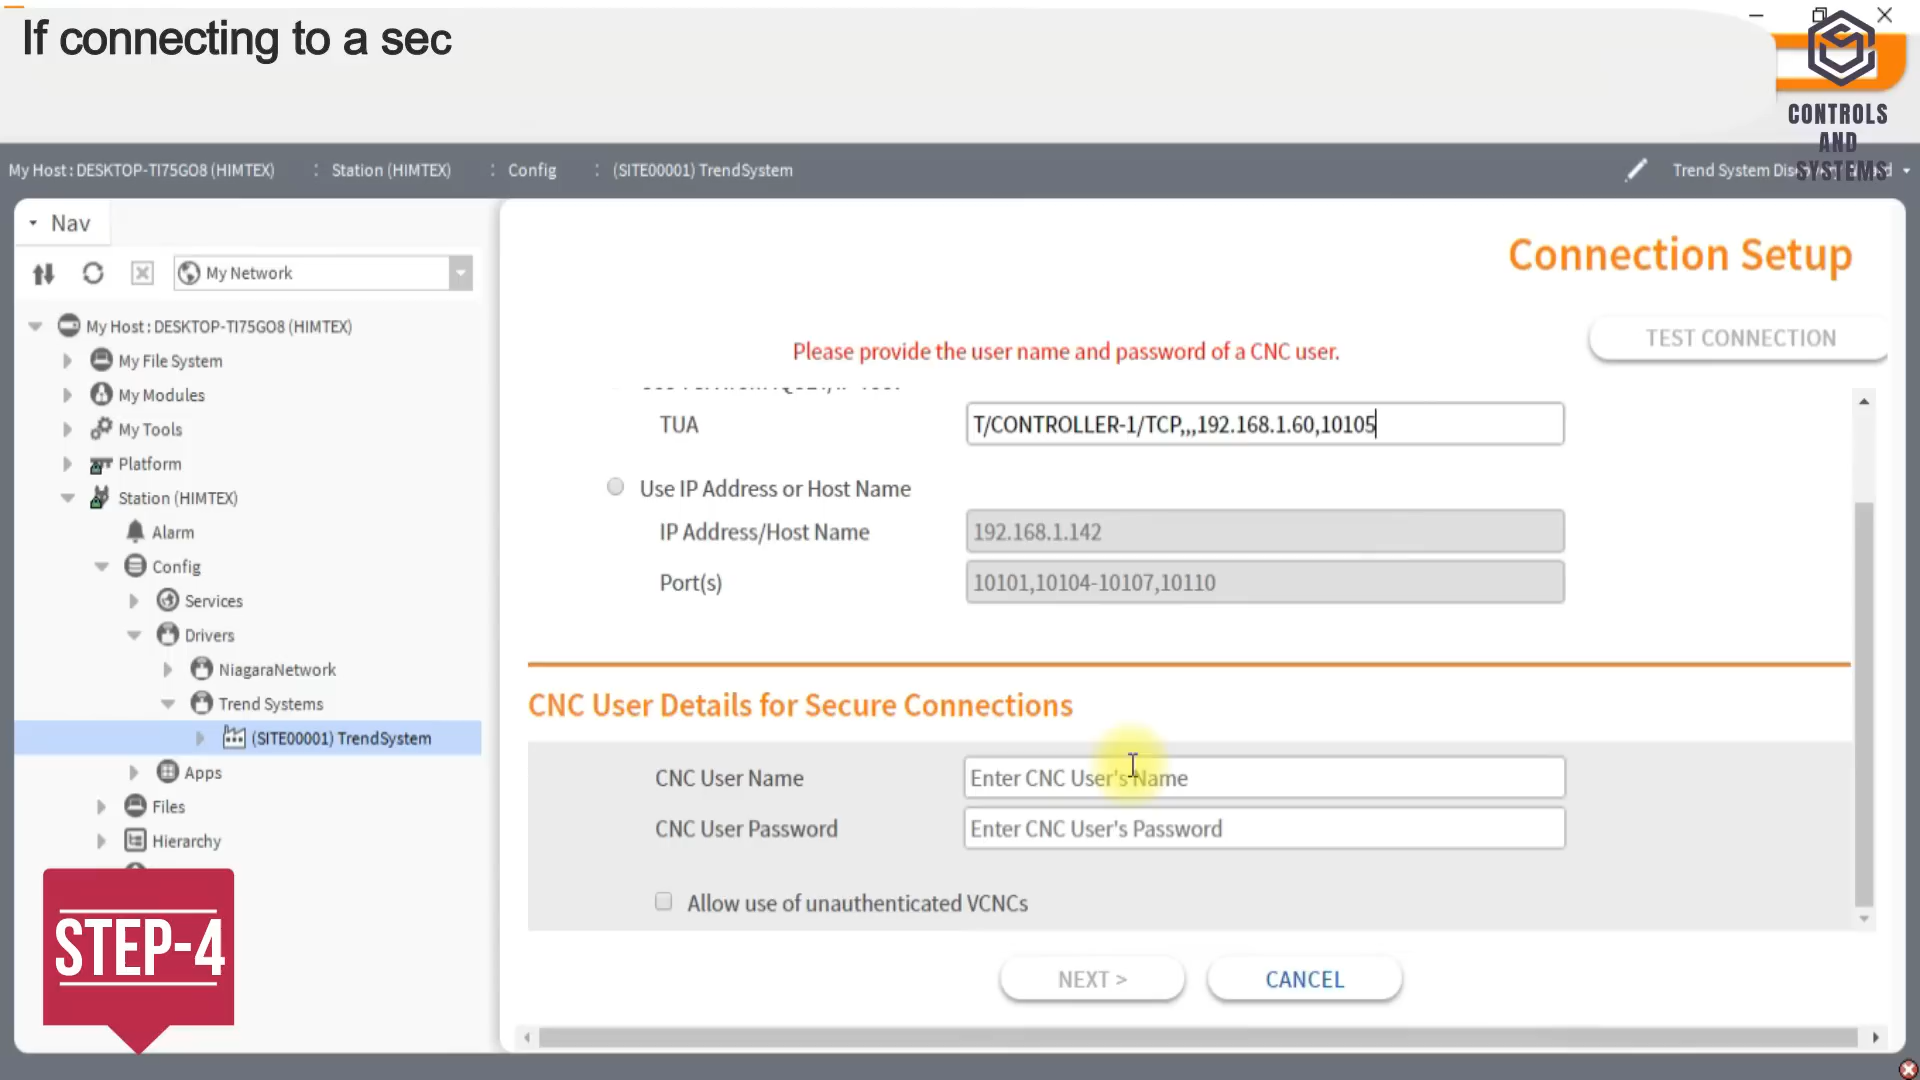 If connecting to a sec
CONTROLS
AND
SYSTEMS
My Host : DESKTOP-TI75GO8 (HIMTEX) : Station (HIMTEX) : Config : (SITE00001) TrendSystem
Trend System
Nav
My Network
My Host : DESKTOP-TI75GO8 (HIMTEX)
My File System
My Modules
My Tools
Platform
Station (HIMTEX)
Alarm
Config
Services
Drivers
NiagaraNetwork
Trend Systems
(SITE00001) TrendSystem
Apps
Files
Hierarchy
STEP-4
Connection Setup
Please provide the user name and password of a CNC user.
TEST CONNECTION
TUA
T/CONTROLLER-1/TCP,,,192.168.1.60,10105
Use IP Address or Host Name
IP Address/Host Name
192.168.1.142
Port(s)
10101,10104-10107,10110
CNC User Details for Secure Connections
CNC User Name
Enter CNC User's Name
CNC User Password
Enter CNC User's Password
Allow use of unauthenticated VCNCs
NEXT >
CANCEL